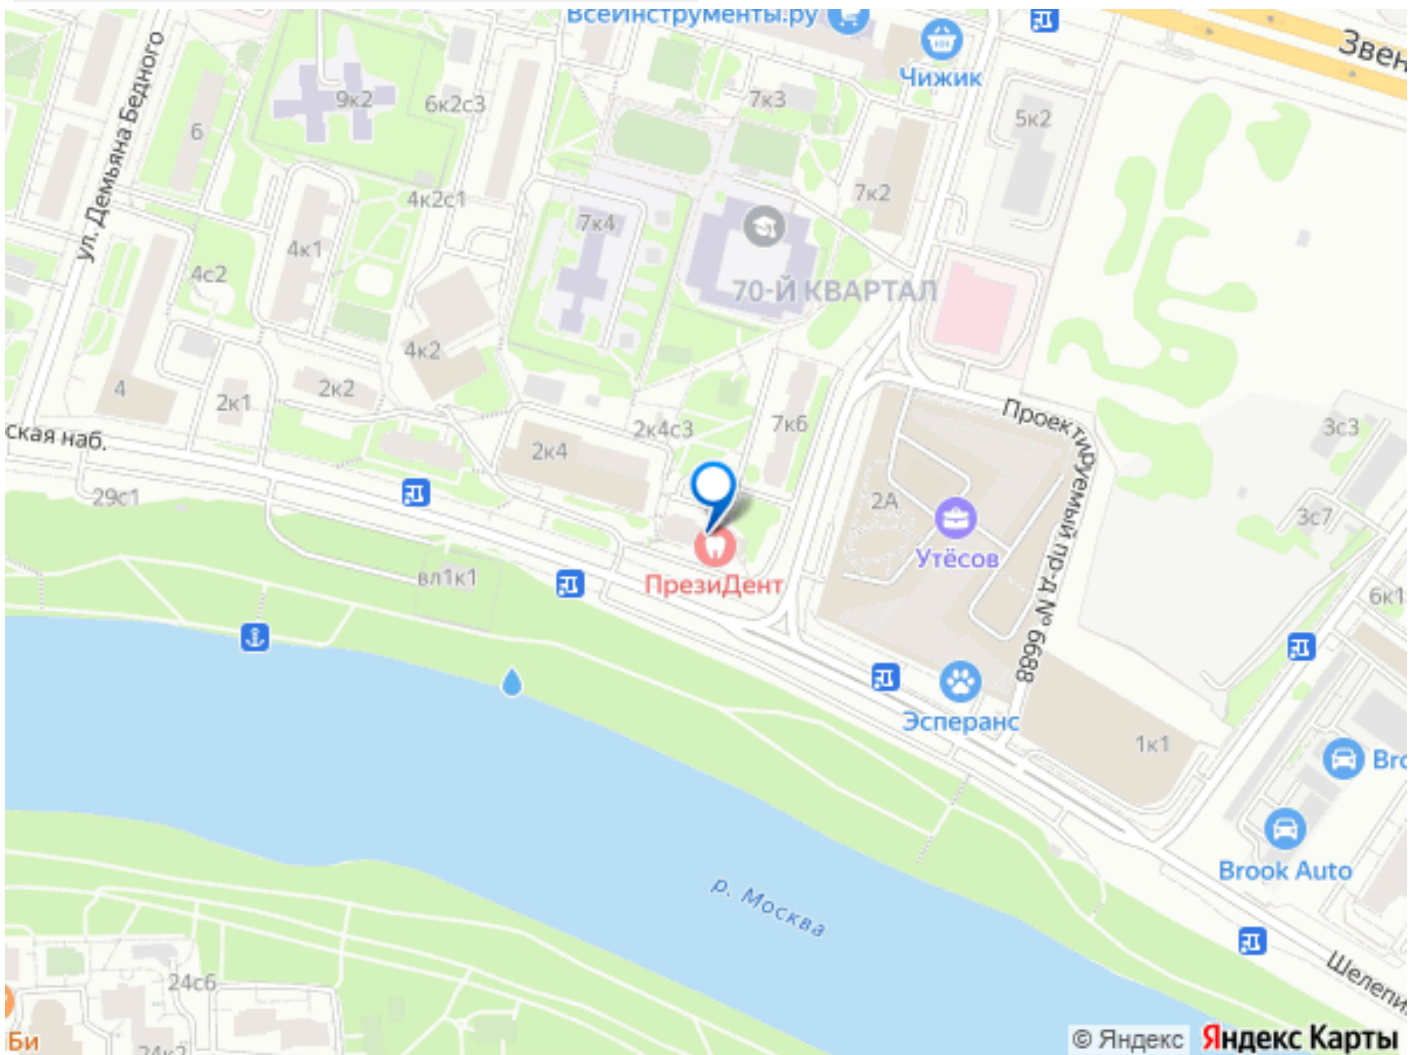 ВсеИнструменты.ру
Чижик
Звен
ул. Демьяна Бедного
9к2
6к2с3
7к3
5к2
6
4к2с1
7к2
7к4
4к1
4с2
70-Й КВАРТАЛ
4к2
4
2к1
2к2
2к4с3
7к6
Проектируемый пр-д № 6688
3с3
ская наб.
2к4
29с1
2А
3с7
Утёсов
вл1к1
ПрезиДент
6к1
Эсперанс
1к1
Bro
Brook Auto
р. Москва
Шелепи
24с6
24к2
Би
© Яндекс
Яндекс Карты